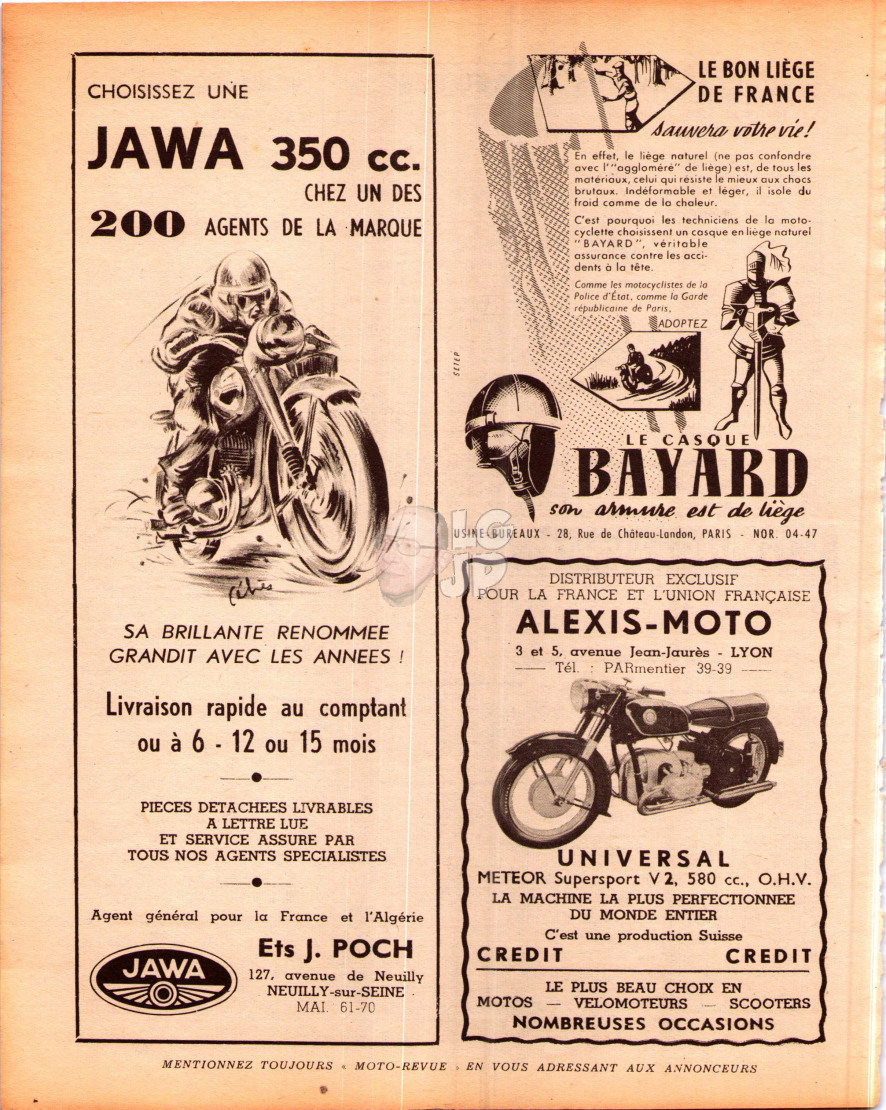 CHOISISSEZ UNE
JAWA 350 cc.
CHEZ UN DES
200 AGENTS DE LA MARQUE
SA BRILLANTE RENOMMEE
GRANDIT AVEC LES ANNEES !
Livraison rapide au comptant
ou à 6 - 12 ou 15 mois
PIECES DETACHEES LIVRABLES
A LETTRE LUE
ET SERVICE ASSURE PAR
TOUS NOS AGENTS SPECIALISTES
Agent général pour la France et l'Algérie
JAWA
Ets J. POCH
127, avenue de Neuilly
NEUILLY-sur-SEINE
MAI. 61-70
LE BON LIÈGE
DE FRANCE
sauvera votre vie!
En effet, le liège naturel (ne pas confondre
avec l'"aggloméré" de liège) est, de tous les
matériaux, celui qui résiste le mieux aux chocs
brutaux. Indéformable et léger, il isole du
froid comme de la chaleur.
C'est pourquoi les techniciens de la moto-
cyclette choisissent un casque en liège naturel
"BAYARD", véritable
assurance contre les acci-
dents à la tête.
Comme les motocyclistes de la
Police d'État, comme la Garde
républicaine de Paris,
ADOPTEZ
SETEP
LE CASQUE
BAYARD
son armure est de liège
USINE-BUREAUX - 28, Rue de Château-Landon, PARIS - NOR. 04-47
BIG
JP
DISTRIBUTEUR EXCLUSIF
POUR LA FRANCE ET L'UNION FRANÇAISE
ALEXIS-MOTO
3 et 5, avenue Jean-Jaurès - LYON
Tél. : PARmentier 39-39
UNIVERSAL
METEOR Supersport V 2, 580 cc., O.H.V.
LA MACHINE LA PLUS PERFECTIONNEE
DU MONDE ENTIER
C'est une production Suisse
CREDIT CREDIT
LE PLUS BEAU CHOIX EN
MOTOS — VELOMOTEURS — SCOOTERS
NOMBREUSES OCCASIONS
MENTIONNEZ TOUJOURS « MOTO-REVUE » EN VOUS ADRESSANT AUX ANNONCEURS